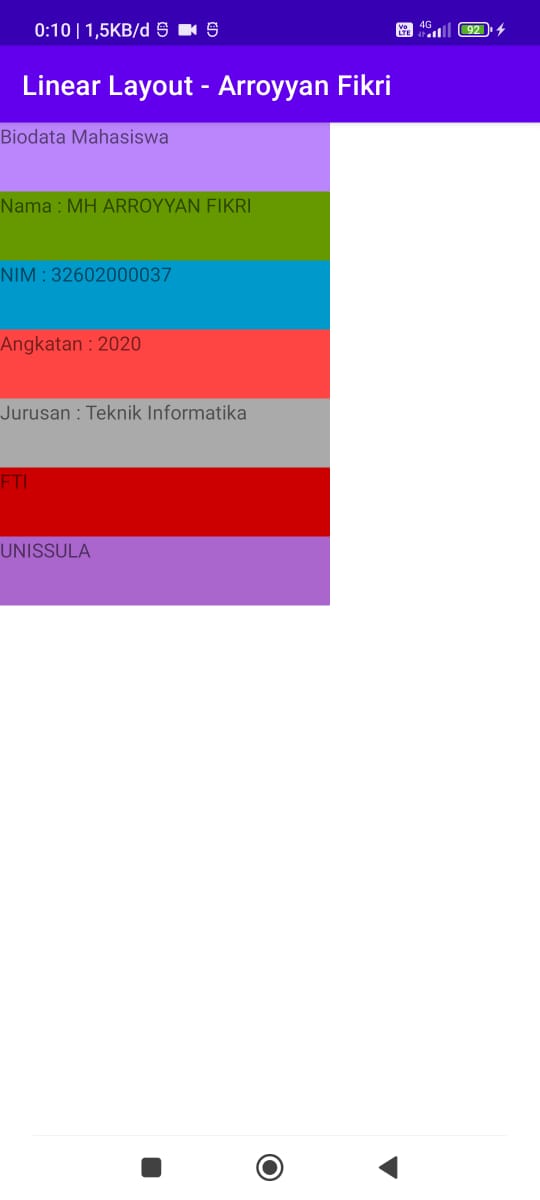 0:10 | 1,5KB/d
Vo LTE 4G 92
Linear Layout - Arroyyan Fikri
Biodata Mahasiswa
Nama : MH ARROYYAN FIKRI
NIM : 32602000037
Angkatan : 2020
Jurusan : Teknik Informatika
FTI
UNISSULA